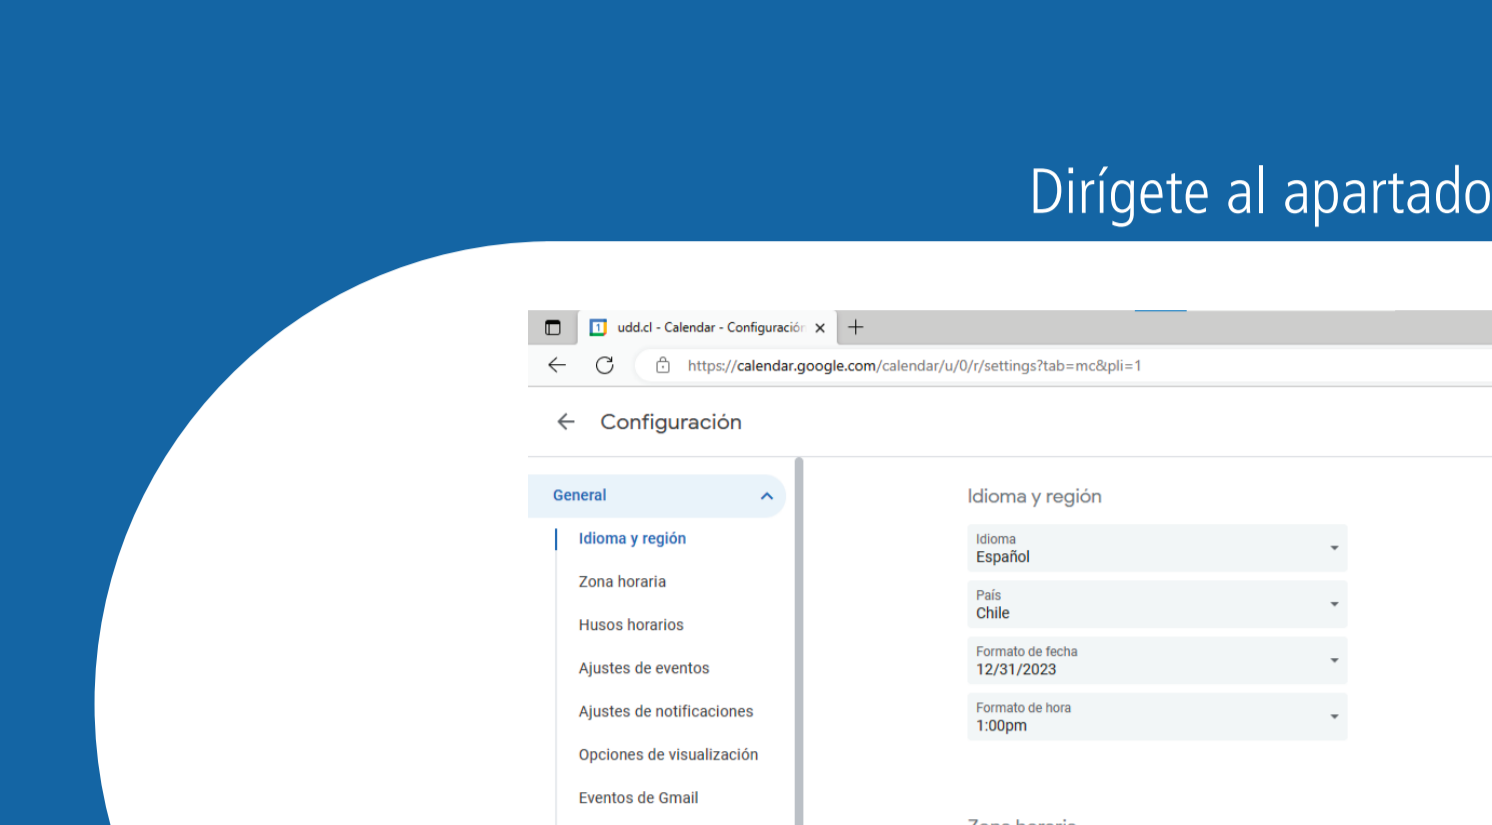 Dirígete al apartado
udd.cl - Calendar - Configuración
https://calendar.google.com/calendar/u/0/r/settings?tab=mc&pli=1
Configuración
General
Idioma y región
Zona horaria
Husos horarios
Ajustes de eventos
Ajustes de notificaciones
Opciones de visualización
Eventos de Gmail
Idioma y región
Idioma
Español
País
Chile
Formato de fecha
12/31/2023
Formato de hora
1:00pm
Zona horaria